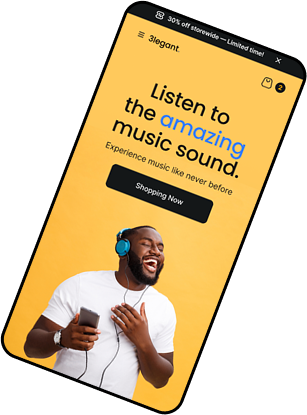 30% off storewide — Limited time!
3legant.
2
Listen to
the amazing
music sound.
Experience music like never before
Shopping Now